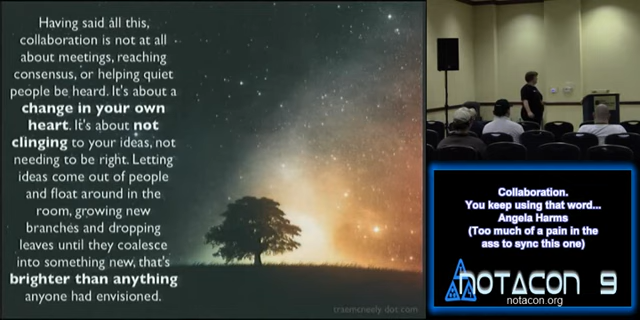 Having said all this,
collaboration is not at all
about meetings, reaching
consensus, or helping quiet
people be heard. It's about a
change in your own
heart. It's about not
clinging to your ideas, not
needing to be right. Letting
ideas come out of people
and float around in the
room, growing new
branches and dropping
leaves until they coalesce
into something new, that's
brighter than anything
anyone had envisioned.
Collaboration.
You keep using that word...
Angela Harms
(Too much of a pain in the
ass to sync this one)
NOTACON 9
notacon.org